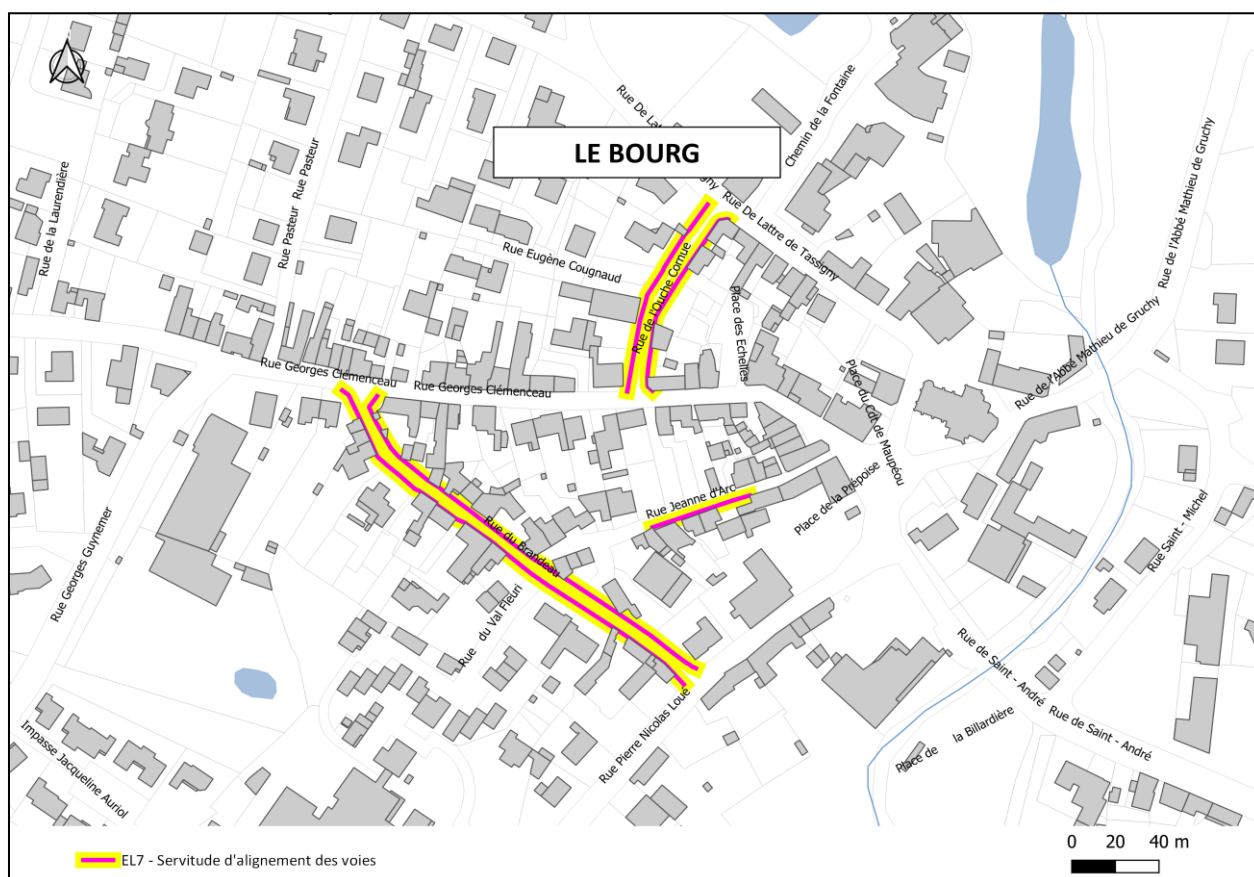 Rue De Lat
gny
LE BOURG
Chemin de la Fontaine
Rue De Lattre de Tassigny
Rue de l'Abbé Mathieu de Gruchy
Rue Pasteur
Rue Pasteur
Rue de la Laurendière
Rue Eugène Cougnaud
Rue de l'Ouche Cornue
Place des Echelles
Rue de l'Abbé Mathieu de Gruchy
Place du Cdt de Maupéou
Rue Georges Clémenceau
Rue Georges Clémenceau
Rue Jeanne d'Arc
Place de la Prépoise
Rue du Brandeau
Rue Georges Guynemer
Rue du Val Fleuri
Rue Saint - Michel
Rue de Saint - André
Rue de Saint - André
Place de la Billardière
Rue Pierre Nicolas Loué
Impasse Jacqueline Auriol
EL7 - Servitude d'alignement des voies
0 20 40 m